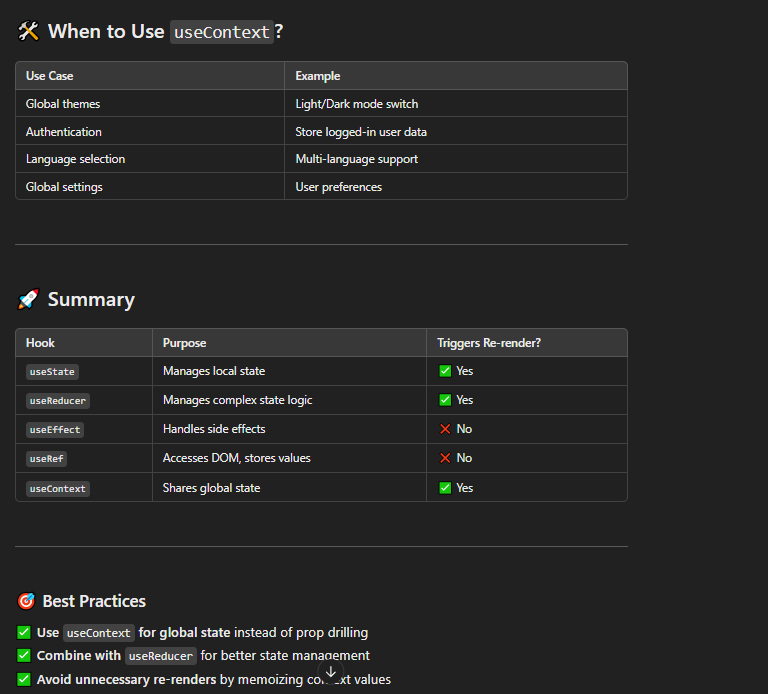 🛠️ When to Use useContext?
Use Case Example
Global themes Light/Dark mode switch
Authentication Store logged-in user data
Language selection Multi-language support
Global settings User preferences
🚀 Summary
Hook Purpose Triggers Re-render?
useState Manages local state ✅ Yes
useReducer Manages complex state logic ✅ Yes
useEffect Handles side effects ❌ No
useRef Accesses DOM, stores values ❌ No
useContext Shares global state ✅ Yes
🎯 Best Practices
✅ Use useContext for global state instead of prop drilling
✅ Combine with useReducer for better state management
✅ Avoid unnecessary re-renders by memoizing context values